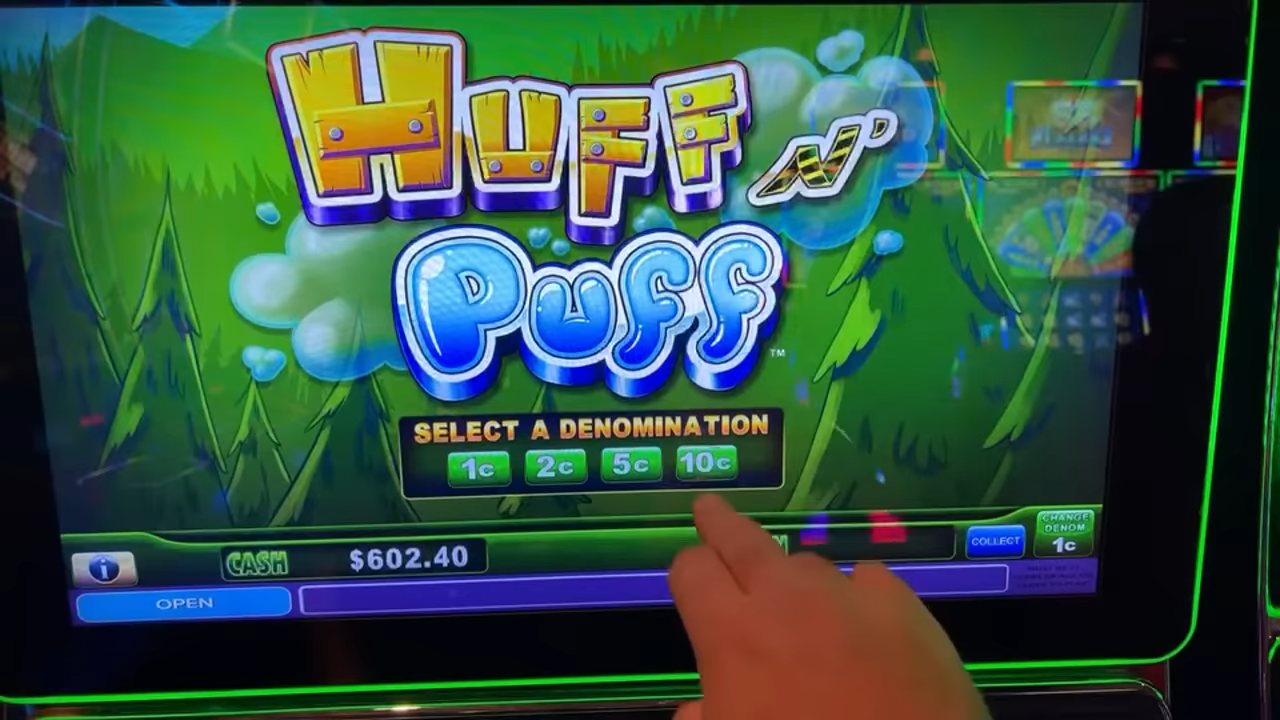 HUFF N'
PUFF
TM
SELECT A DENOMINATION
1c 2c 5c 10c
CASH $602.40
COLLECT
CHANGE
DENOM
1c
OPEN